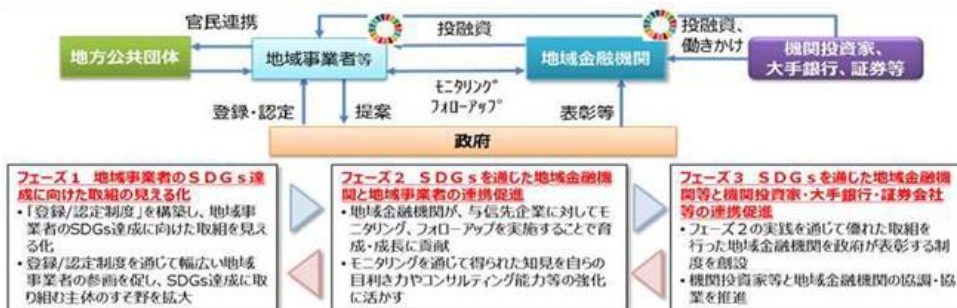 官民連携
投融資
投融資、
働きかけ
地方公共団体
地域事業者等
地域金融機関
機関投資家、
大手銀行、証券等
モニタリング
フォローアップ
登録・認定
提案
表彰等
政府
フェーズ1 地域事業者のSDGs達
成に向けた取組の見える化
・「登録/認定制度」を構築し、地域事
業者のSDGs達成に向けた取組を見え
る化
・登録/認定制度を通じて幅広い地域
事業者の参画を促し、SDGs達成に取
り組む主体のすそ野を拡大
フェーズ2 SDGsを通じた地域金融機
関と地域事業者の連携促進
・地域金融機関が、与信先企業に対してモ
ニタリング、フォローアップを実施することで育
成・成長に貢献
・モニタリングを通じて得られた知見を自らの
目利き力やコンサルティング能力等の強化
に活かす
フェーズ3 SDGsを通じた地域金融機
関等と機関投資家・大手銀行・証券会社
等の連携促進
・フェーズ2の実践を通じて優れた取組を
行った地域金融機関を政府が表彰する制
度を創設
・機関投資家等と地域金融機関の協調・協
業を推進